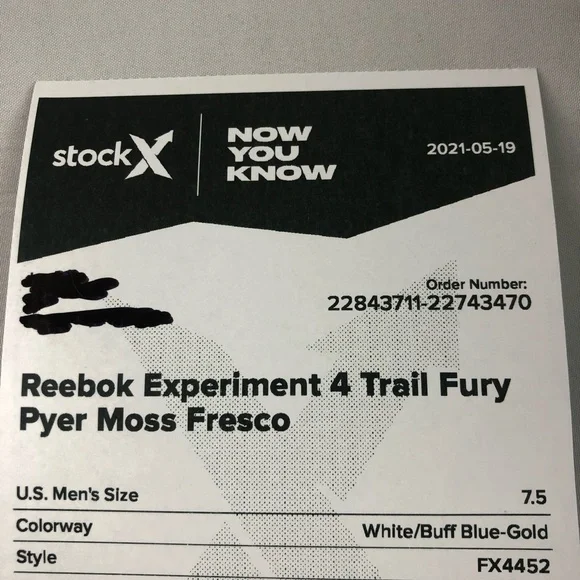 stockX
NOW
YOU
KNOW
2021-05-19
Order Number:
22843711-22743470
Reebok Experiment 4 Trail Fury
Pyer Moss Fresco
U.S. Men's Size 7.5
Colorway White/Buff Blue-Gold
Style FX4452